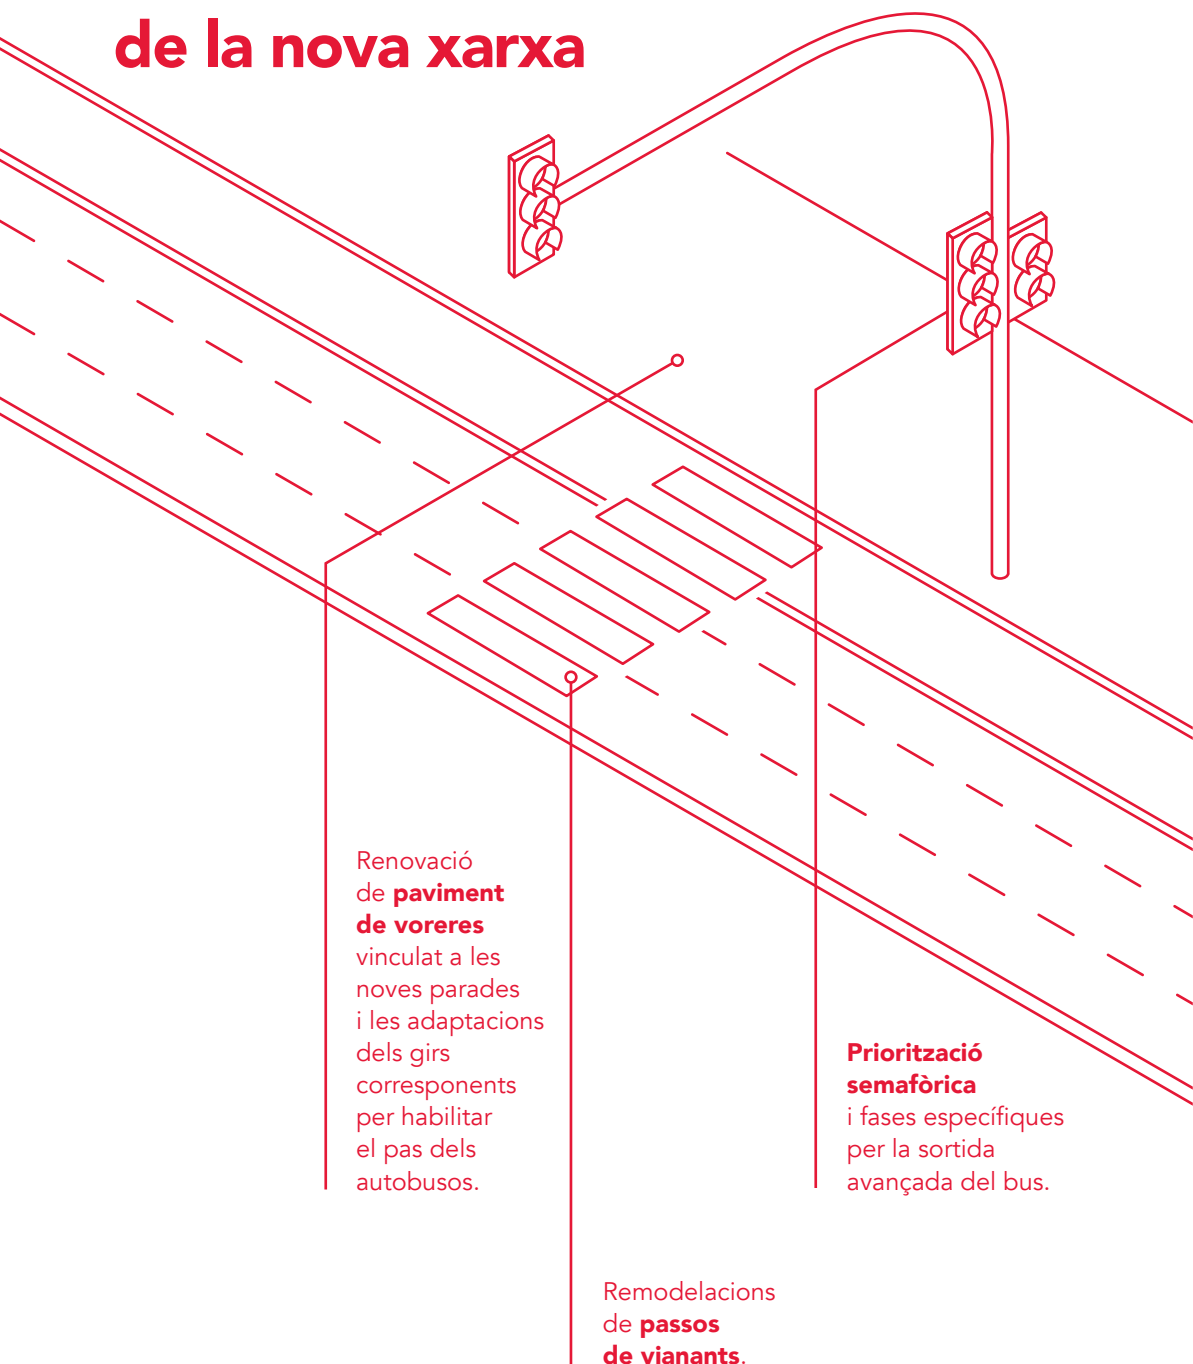 de la nova xarxa
Renovació
de paviment
de voreres
vinculat a les
noves parades
i les adaptacions
dels girs
corresponents
per habilitar
el pas dels
autobusos.
Priorització
semafòrica
i fases específiques
per la sortida
avançada del bus.
Remodelacions
de passos
de vianants.